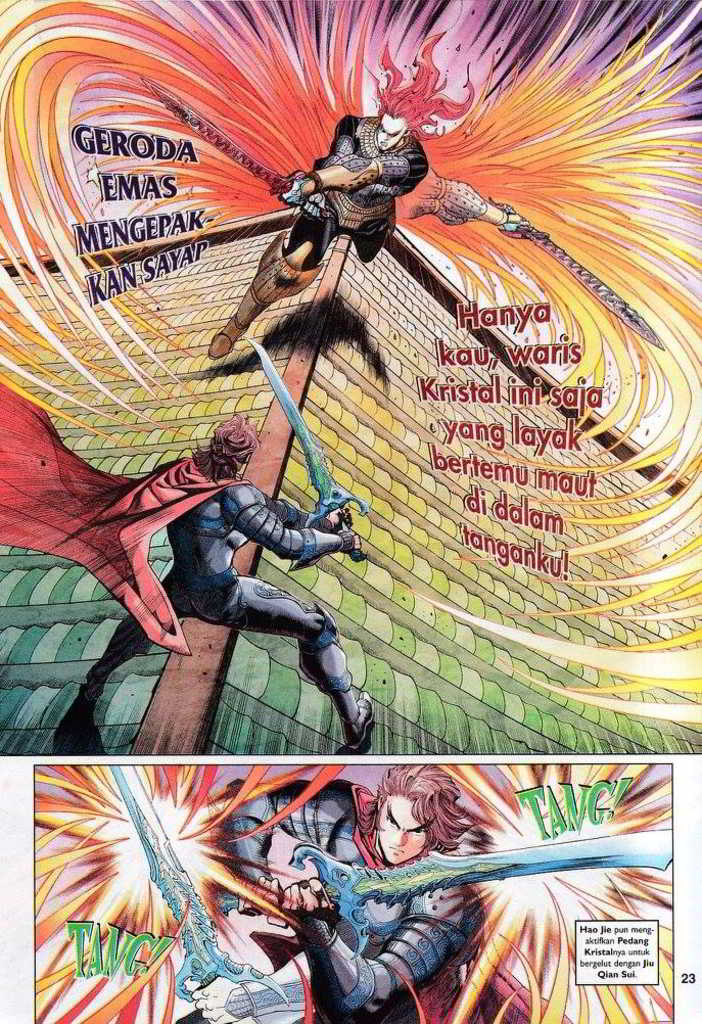 GERODA
EMAS
MENGEPAK-
KAN SAYAP
Hanya
kau, waris
Kristal ini saja
yang layak
bertemu maut
di dalam
tanganku!
TANG!
TANG!
Hao Jie pun meng-
aktifkan Pedang
Kristalnya untuk
bergelut dengan Jiu
Qian Sui.
23